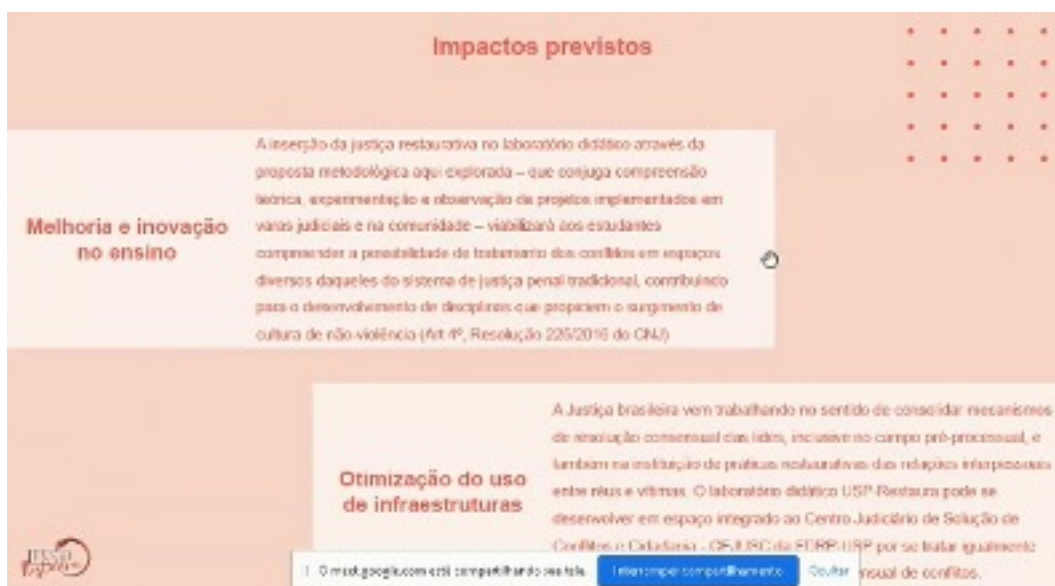 Impactos previstos
Melhoria e inovação
no ensino
A inserção da justiça restaurativa no laboratório didático através da
proposta metodológica aqui explorada – que conjuga compreensão
teórica, experimentação e observação de projetos implementados em
varas judiciais e na comunidade – viabilizará aos estudantes
compreender a possibilidade de tratamento dos conflitos em espaços
diversos daqueles do sistema de justiça penal tradicional, contribuindo
para o desenvolvimento de disciplinas que propiciem o surgimento de
cultura de não-violência (Art 4º, Resolução 225/2016 do CNJ)
Otimização do uso
de infraestruturas
A Justiça brasileira vem trabalhando no sentido de consolidar mecanismos
de resolução consensual das lides, inclusive no campo pré-processual, e
também na instituição de práticas restaurativas das relações interpessoais
entre réus e vítimas. O laboratório didático USP-Restaura pode se
desenvolver em espaço integrado ao Centro Judiciário de Solução de
Conflitos e Cidadania - CEJUSC da FDRP-USP por se tratar igualmente
nsual de conflitos.
O meet.google.com está compartilhando sua tela.
Interromper compartilhamento
Ocultar